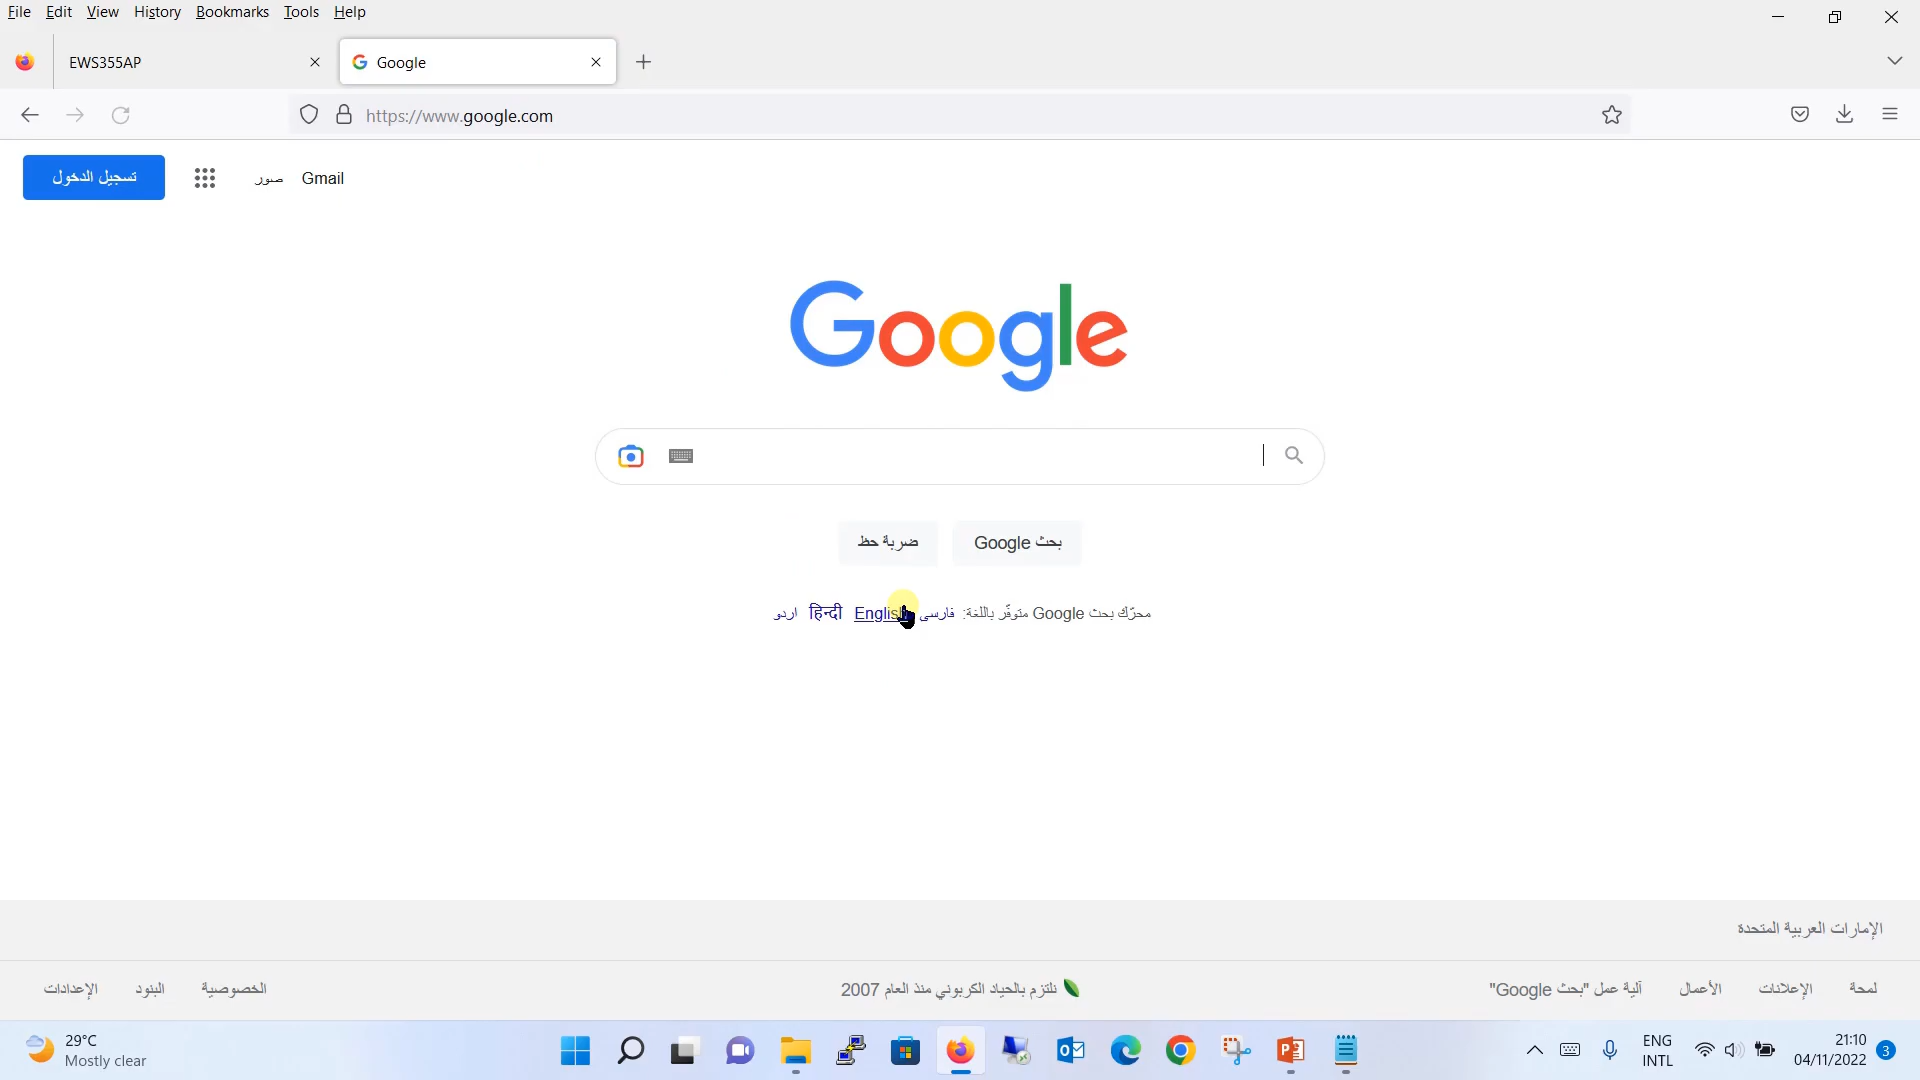 File Edit View History Bookmarks Tools Help
EWS355AP
Google
https://www.google.com
تسجيل الدخول
صور
Gmail
Google
بحث Google
ضربة حظ
محرّك بحث Google متوفّر باللغة: فارسی English हिन्दी اردو
الإمارات العربية المتحدة
لمحة
الإعلانات
الأعمال
آلية عمل "بحث Google"
نلتزم بالحياد الكربوني منذ العام 2007
الخصوصية
البنود
الإعدادات
29°C
Mostly clear
ENG
INTL
21:10
04/11/2022
3